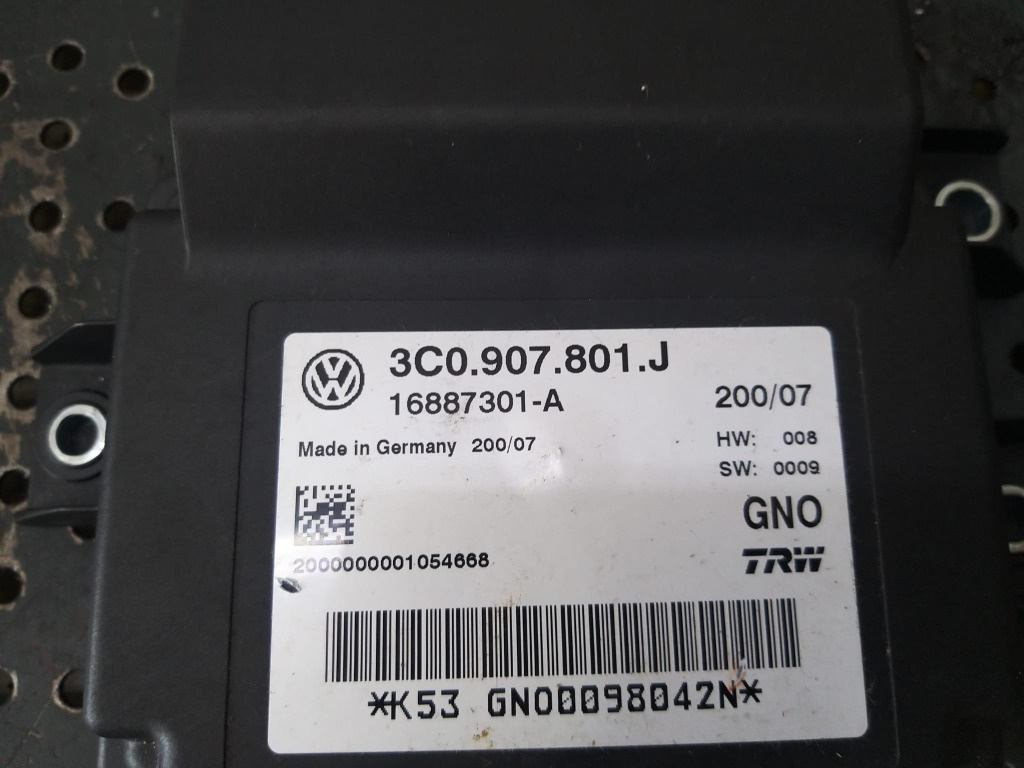 3C0.907.801.J
16887301-A
200/07
Made in Germany 200/07
HW: 008
SW: 0009
GNO
2000000001054668
TRW
*K53 GNO0098042N*